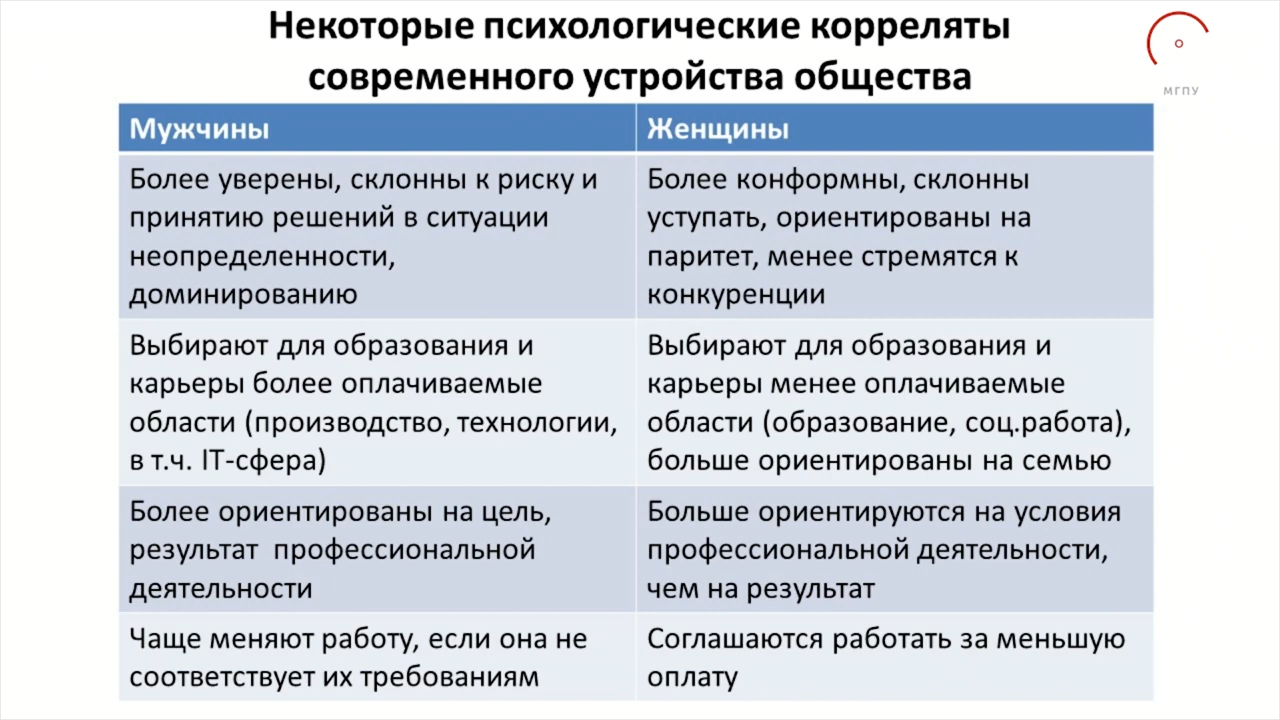 Некоторые психологические корреляты
современного устройства общества
МГПУ
Мужчины
Женщины
Более уверены, склонны к риску и
принятию решений в ситуации
неопределенности,
доминированию
Более конформны, склонны
уступать, ориентированы на
паритет, менее стремятся к
конкуренции
Выбирают для образования и
карьеры более оплачиваемые
области (производство, технологии,
в т.ч. IT-сфера)
Выбирают для образования и
карьеры менее оплачиваемые
области (образование, соц.работа),
больше ориентированы на семью
Более ориентированы на цель,
результат  профессиональной
деятельности
Больше ориентируются на условия
профессиональной деятельности,
чем на результат
Чаще меняют работу, если она не
соответствует их требованиям
Соглашаются работать за меньшую
оплату